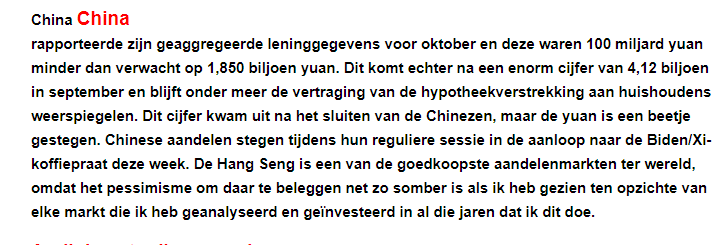 China China
rapporteerde zijn geaggregeerde leninggegevens voor oktober en deze waren 100 miljard yuan
minder dan verwacht op 1,850 biljoen yuan. Dit komt echter na een enorm cijfer van 4,12 biljoen
in september en blijft onder meer de vertraging van de hypotheekverstrekking aan huishoudens
weerspiegelen. Dit cijfer kwam uit na het sluiten van de Chinezen, maar de yuan is een beetje
gestegen. Chinese aandelen stegen tijdens hun reguliere sessie in de aanloop naar de Biden/Xi-
koffiepraat deze week. De Hang Seng is een van de goedkoopste aandelenmarkten ter wereld,
omdat het pessimisme om daar te beleggen net zo somber is als ik heb gezien ten opzichte van
elke markt die ik heb geanalyseerd en geïnvesteerd in al die jaren dat ik dit doe.